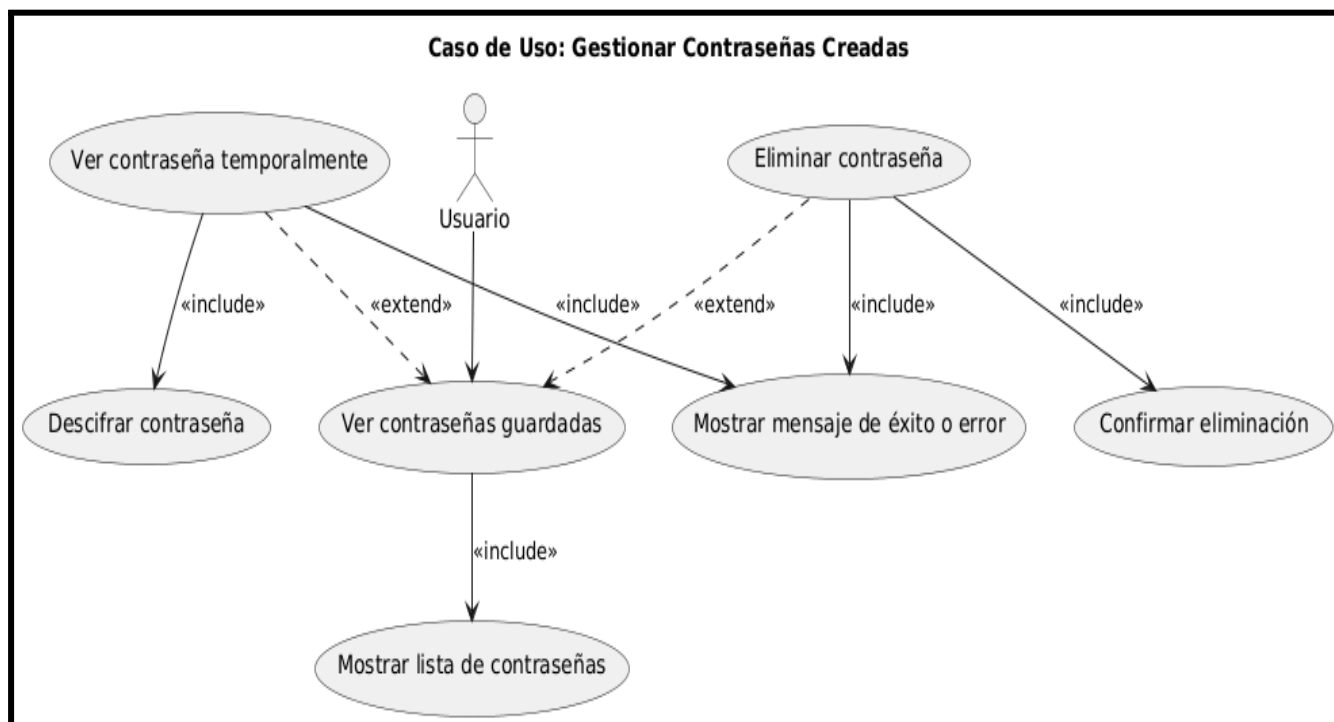 Caso de Uso: Gestionar Contraseñas Creadas
Ver contraseña temporalmente
Eliminar contraseña
Usuario
«include»
«extend»
«include»
«extend»
«include»
«include»
Descifrar contraseña
Ver contraseñas guardadas
Mostrar mensaje de éxito o error
Confirmar eliminación
«include»
Mostrar lista de contraseñas